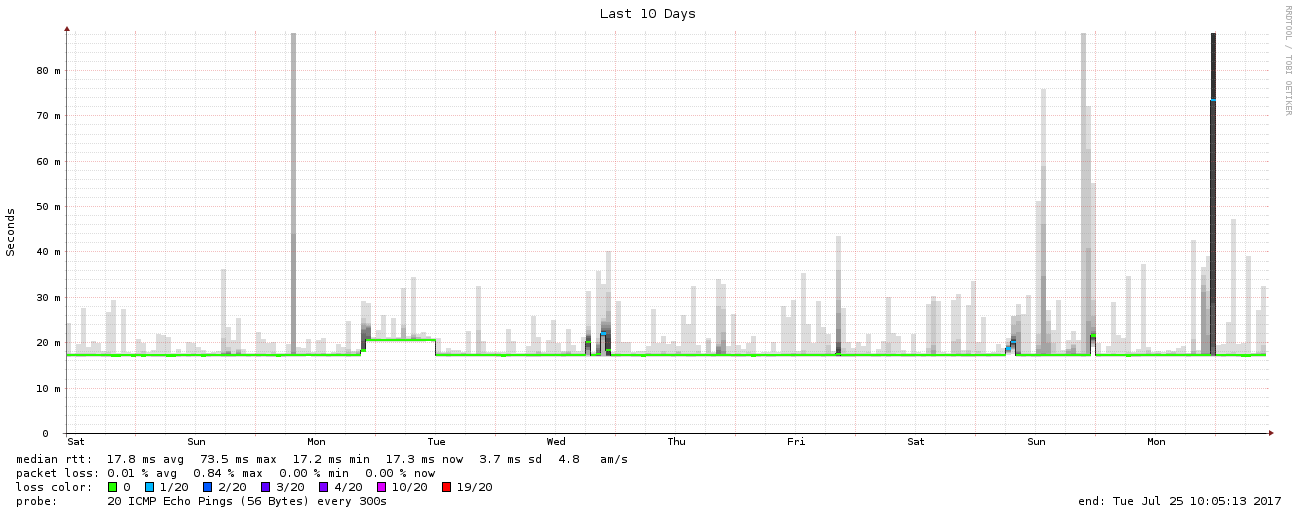 Last 10 Days
RRDTOOL / TOBI OETIKER
Seconds
80 m
70 m
60 m
50 m
40 m
30 m
20 m
10 m
0
Sat Sun Mon Tue Wed Thu Fri Sat Sun Mon
median rtt: 17.8 ms avg 73.5 ms max 17.2 ms min 17.3 ms now 3.7 ms sd 4.8 am/s
packet loss: 0.01 % avg 0.84 % max 0.00 % min 0.00 % now
loss color: 0 1/20 2/20 3/20 4/20 10/20 19/20
probe: 20 ICMP Echo Pings (56 Bytes) every 300s end: Tue Jul 25 10:05:13 2017